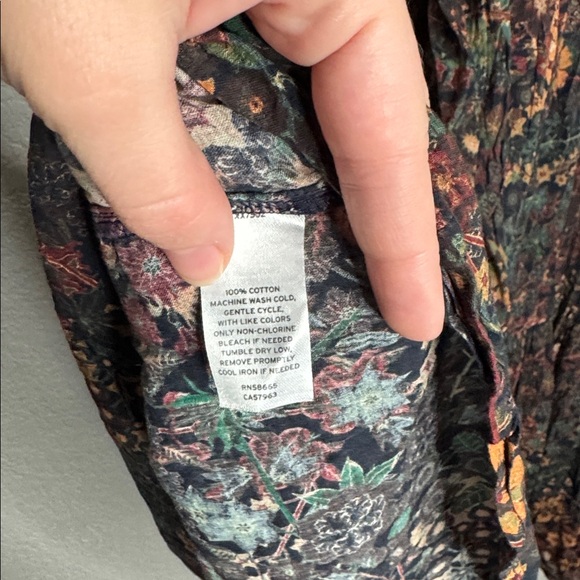 100% COTTON
MACHINE WASH COLD,
GENTLE CYCLE,
WITH LIKE COLORS
ONLY NON-CHLORINE
BLEACH IF NEEDED
TUMBLE DRY LOW,
REMOVE PROMPTLY
COOL IRON IF NEEDED
RN58665
CA57963